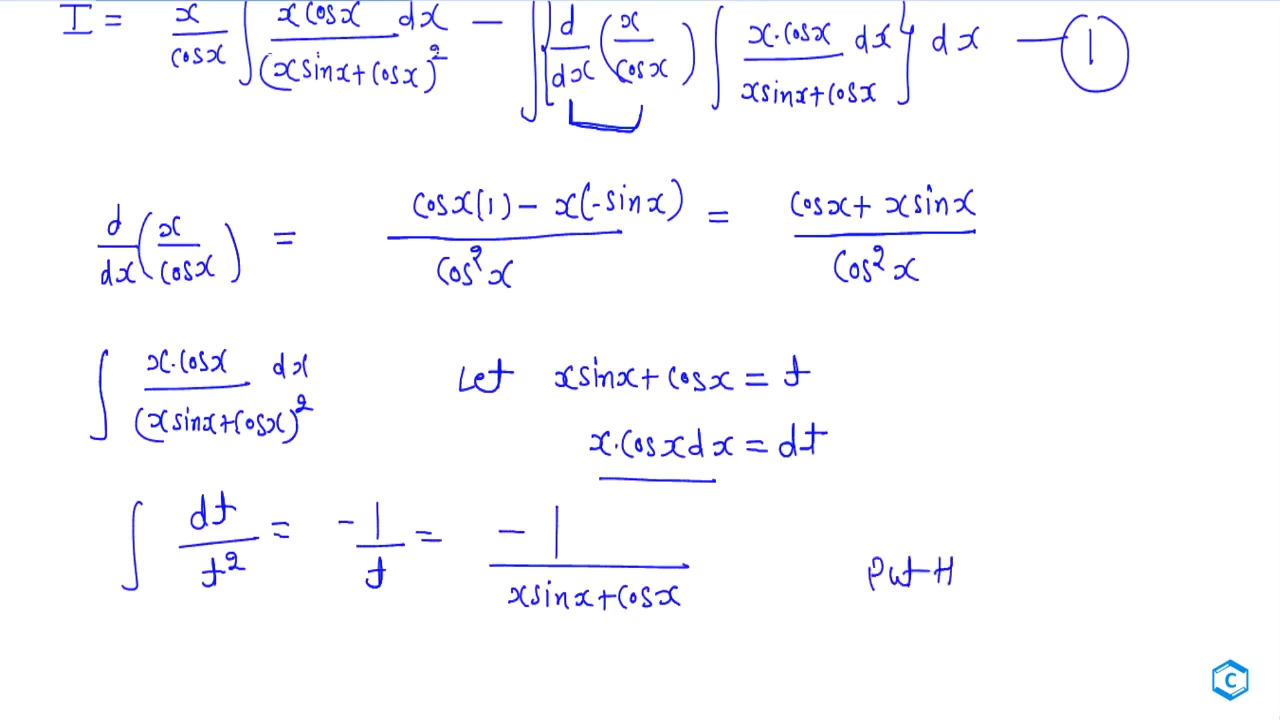 I = x/cosx ∫ x cosx dx/(xsinx+cosx)² − ∫{d/dx (x/cosx) ∫ x·cosx dx/xsinx+cosx} dx — ①
d/dx (x/cosx) = cosx(1) − x(-sinx)/cos²x = cosx + xsinx/cos²x
∫ x·cosx dx/(xsinx+cosx)² Let xsinx + cosx = t
x·cosxdx = dt
∫ dt/t² = -1/t = -1/xsinx+cosx Put H
C